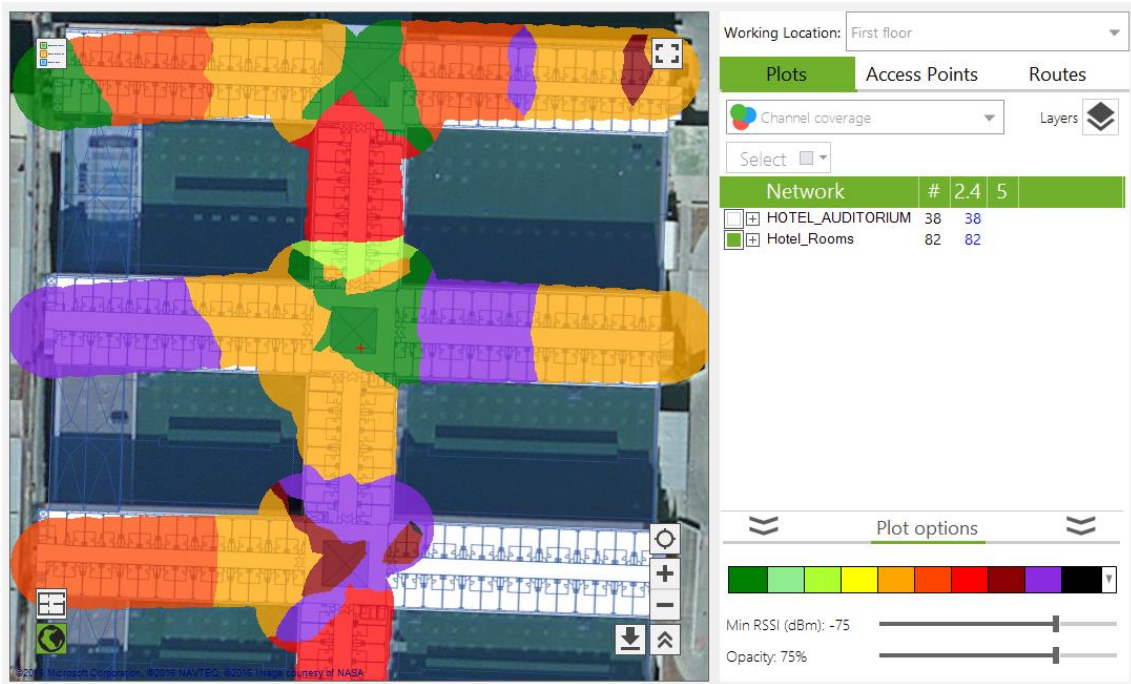 Working Location: First floor
Plots Access Points Routes
Channel coverage Layers
Select
Network # 2.4 5
HOTEL_AUDITORIUM 38 38
Hotel_Rooms 82 82
Plot options
Min RSSI (dBm): -75
Opacity: 75%
Microsoft Corporation, ©2016 NAVTEQ, ©2016 Image courtesy of NASA